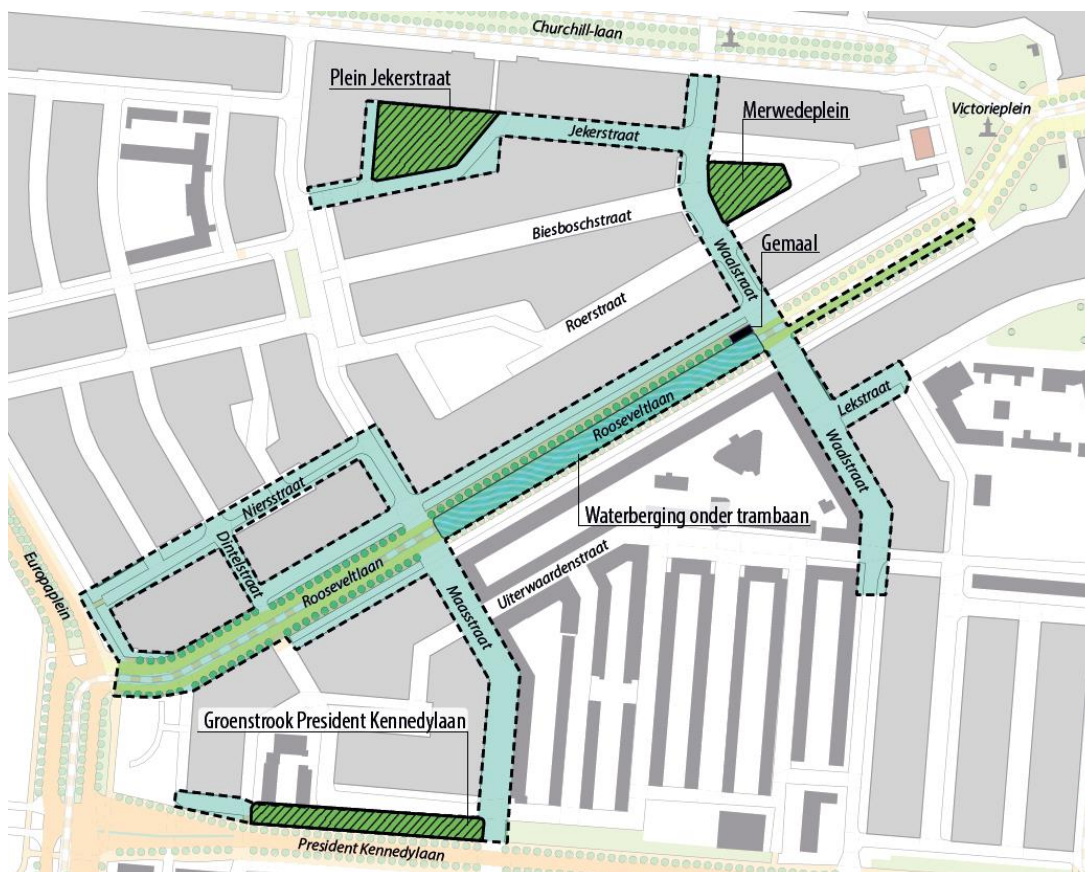 Churchill-laan
Plein Jekerstraat
Victorieplein
Merwedeplein
Jekerstraat
Biesboschstraat
Gemaal
Waalstraat
Roerstraat
Lekstraat
Rooseveltlaan
Waalstraat
Niersstraat
Waterberging onder trambaan
Dintelstraat
Europaplein
Rooseveltlaan
Uiterwaardenstraat
Maasstraat
Groenstrook President Kennedylaan
President Kennedylaan